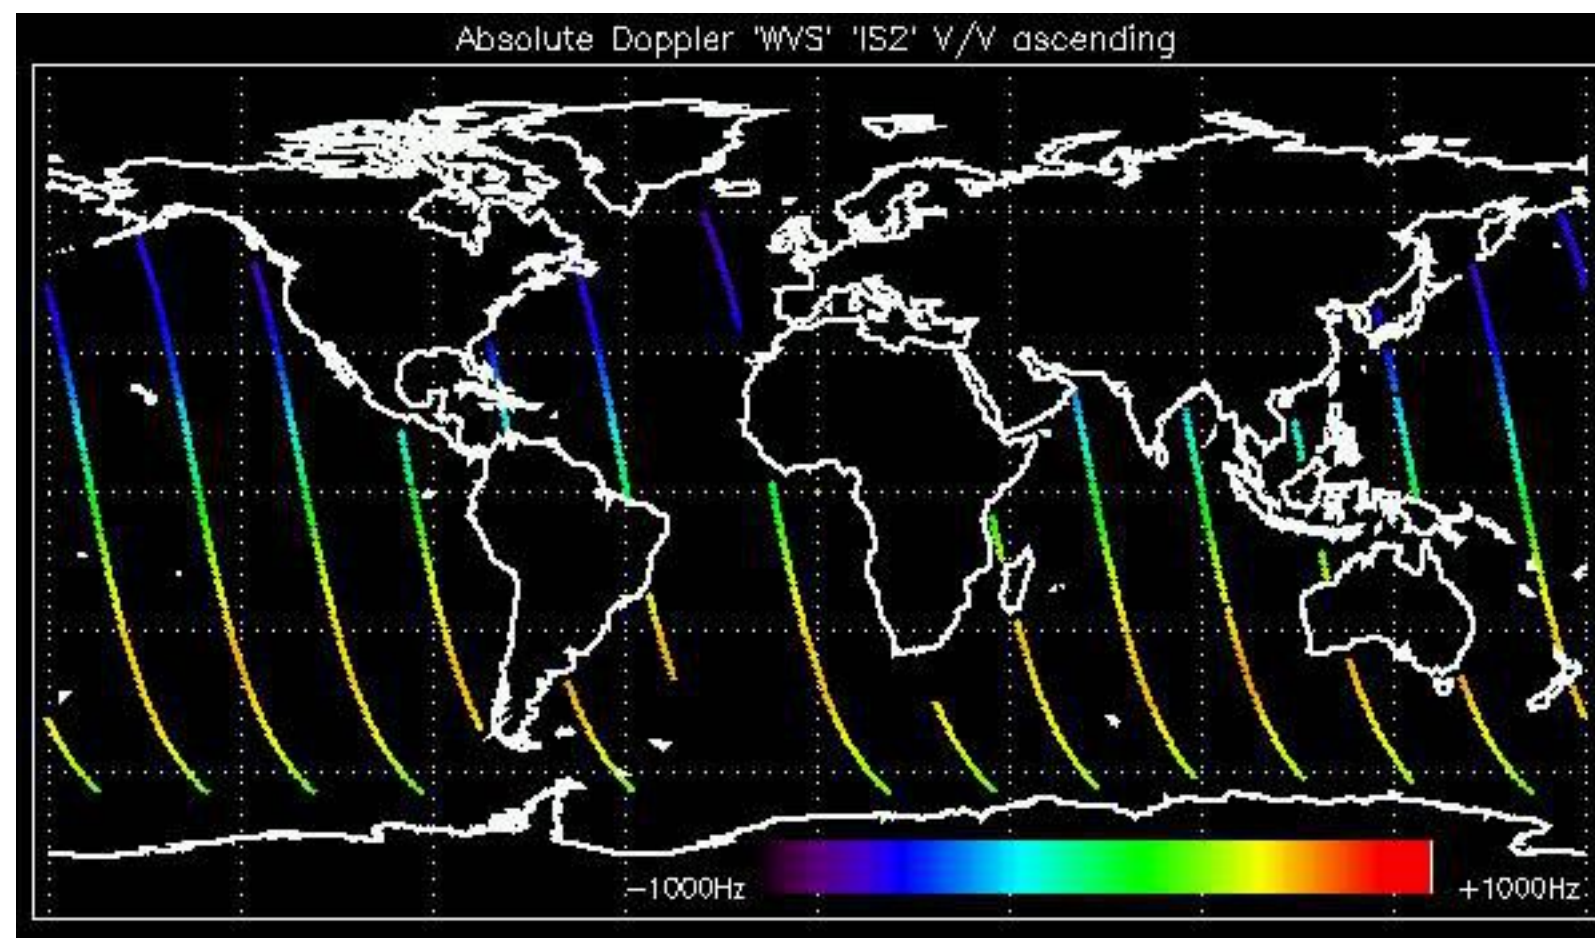 Absolute Doppler 'WVS' 'IS2' V/V ascending
-1000Hz +1000Hz